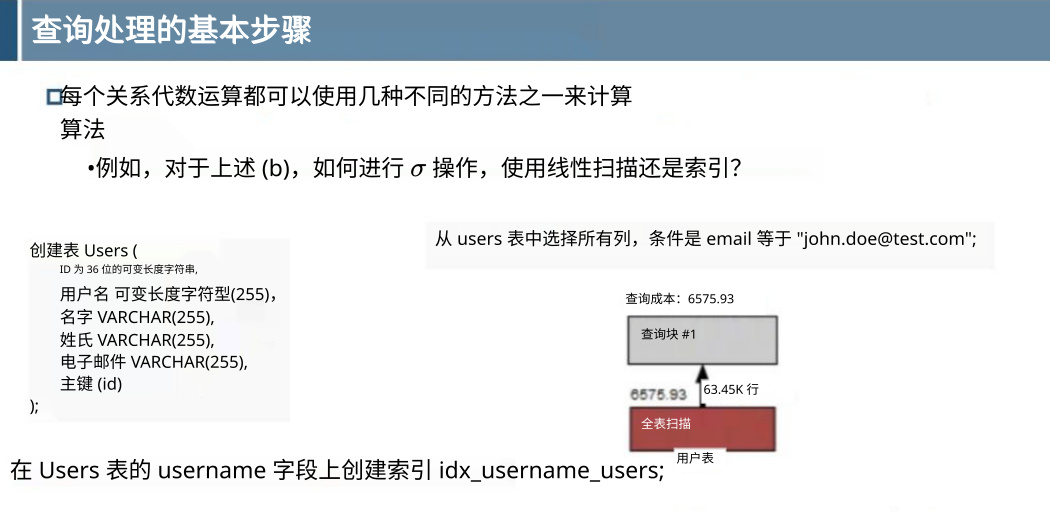 查询处理的基本步骤
每个关系代数运算都可以使用几种不同的方法之一来计算
算法
•例如，对于上述 (b)，如何进行 σ 操作，使用线性扫描还是索引？
从 users 表中选择所有列，条件是 email 等于 "john.doe@test.com";
创建表 Users (
ID 为 36 位的可变长度字符串,
用户名 可变长度字符型(255)，
名字 VARCHAR(255),
姓氏 VARCHAR(255),
电子邮件 VARCHAR(255),
主键 (id)
);
查询成本：6575.93
查询块 #1
6575.93
63.45K 行
全表扫描
用户表
在 Users 表的 username 字段上创建索引 idx_username_users;